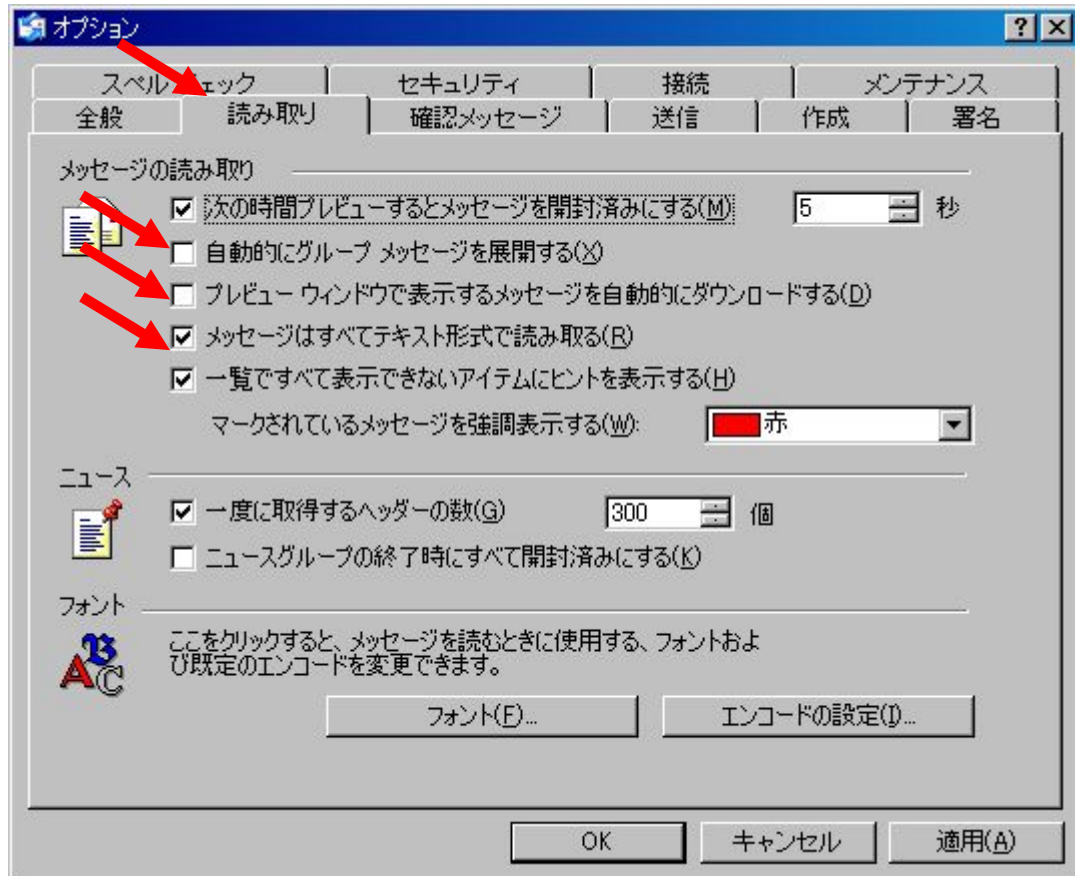 オプション
スペルチェック セキュリティ 接続 メンテナンス
全般 読み取り 確認メッセージ 送信 作成 署名
メッセージの読み取り
次の時間プレビューするとメッセージを開封済みにする(M) 5 秒
自動的にグループ メッセージを展開する(X)
プレビュー ウィンドウで表示するメッセージを自動的にダウンロードする(D)
メッセージはすべてテキスト形式で読み取る(R)
一覧ですべて表示できないアイテムにヒントを表示する(H)
マークされているメッセージを強調表示する(W): 赤
ニュース
一度に取得するヘッダーの数(G) 300 個
ニュースグループの終了時にすべて開封済みにする(K)
フォント
ここをクリックすると、メッセージを読むときに使用する、フォントおよ
び既定のエンコードを変更できます。
フォント(F)... エンコードの設定(I)...
OK キャンセル 適用(A)